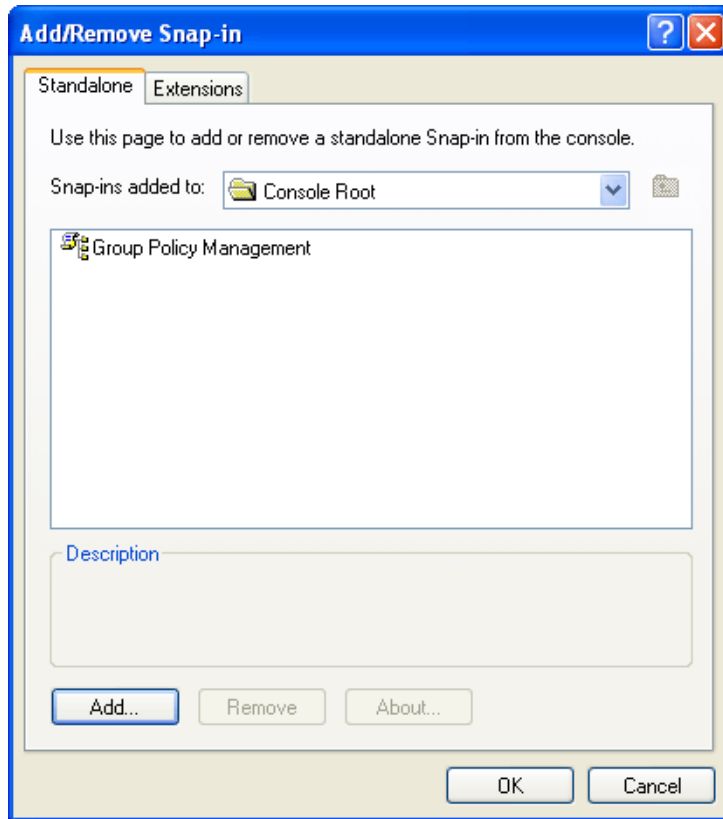 Add/Remove Snap-in
Standalone
Extensions
Use this page to add or remove a standalone Snap-in from the console.
Snap-ins added to:
Console Root
Group Policy Management
Description
Add...
Remove
About...
OK
Cancel